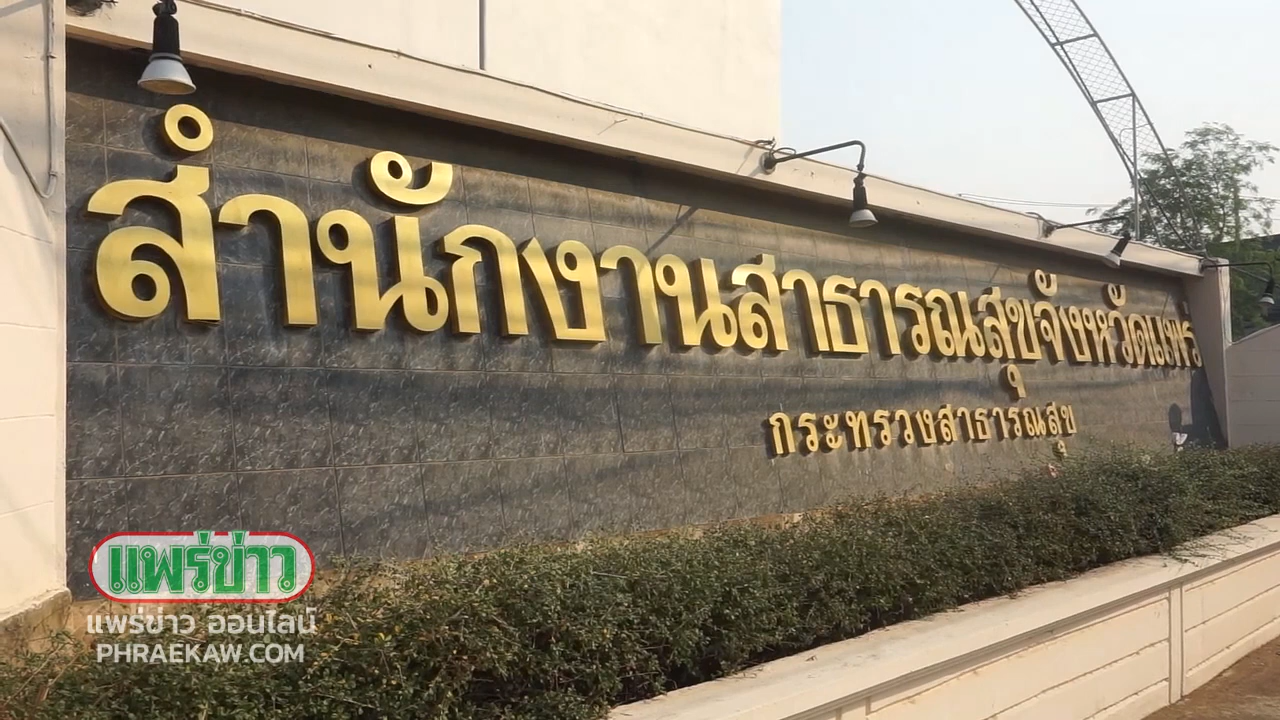 สำนักงานสาธารณสุขจังหวัดแพร่
กระทรวงสาธารณสุข
แพร่ข่าว
แพร่ข่าว ออนไลน์
PHRAEKAW.COM